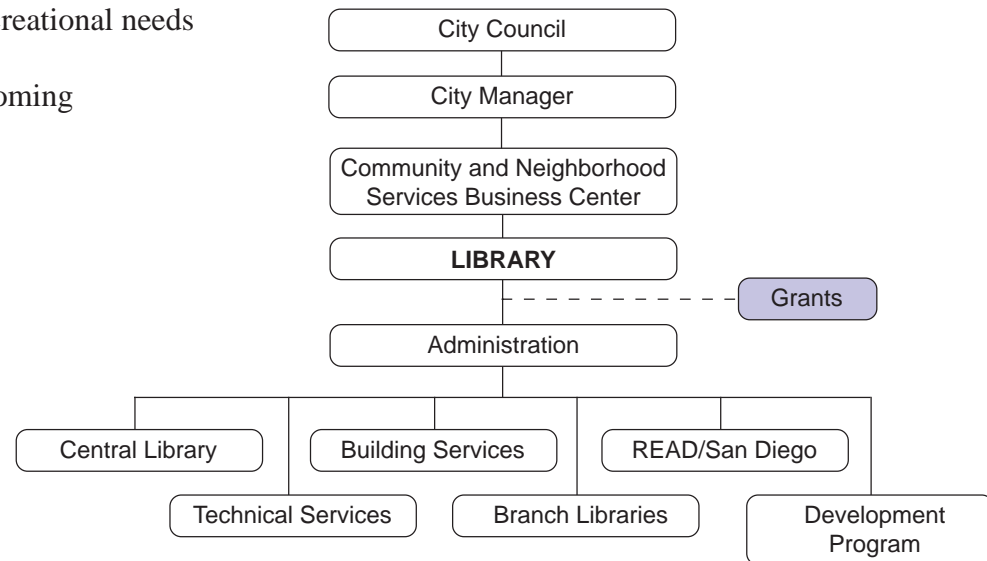 creational needs
oming
City Council
City Manager
Community and Neighborhood
Services Business Center
LIBRARY
Grants
Administration
Central Library
Building Services
READ/San Diego
Technical Services
Branch Libraries
Development
Program